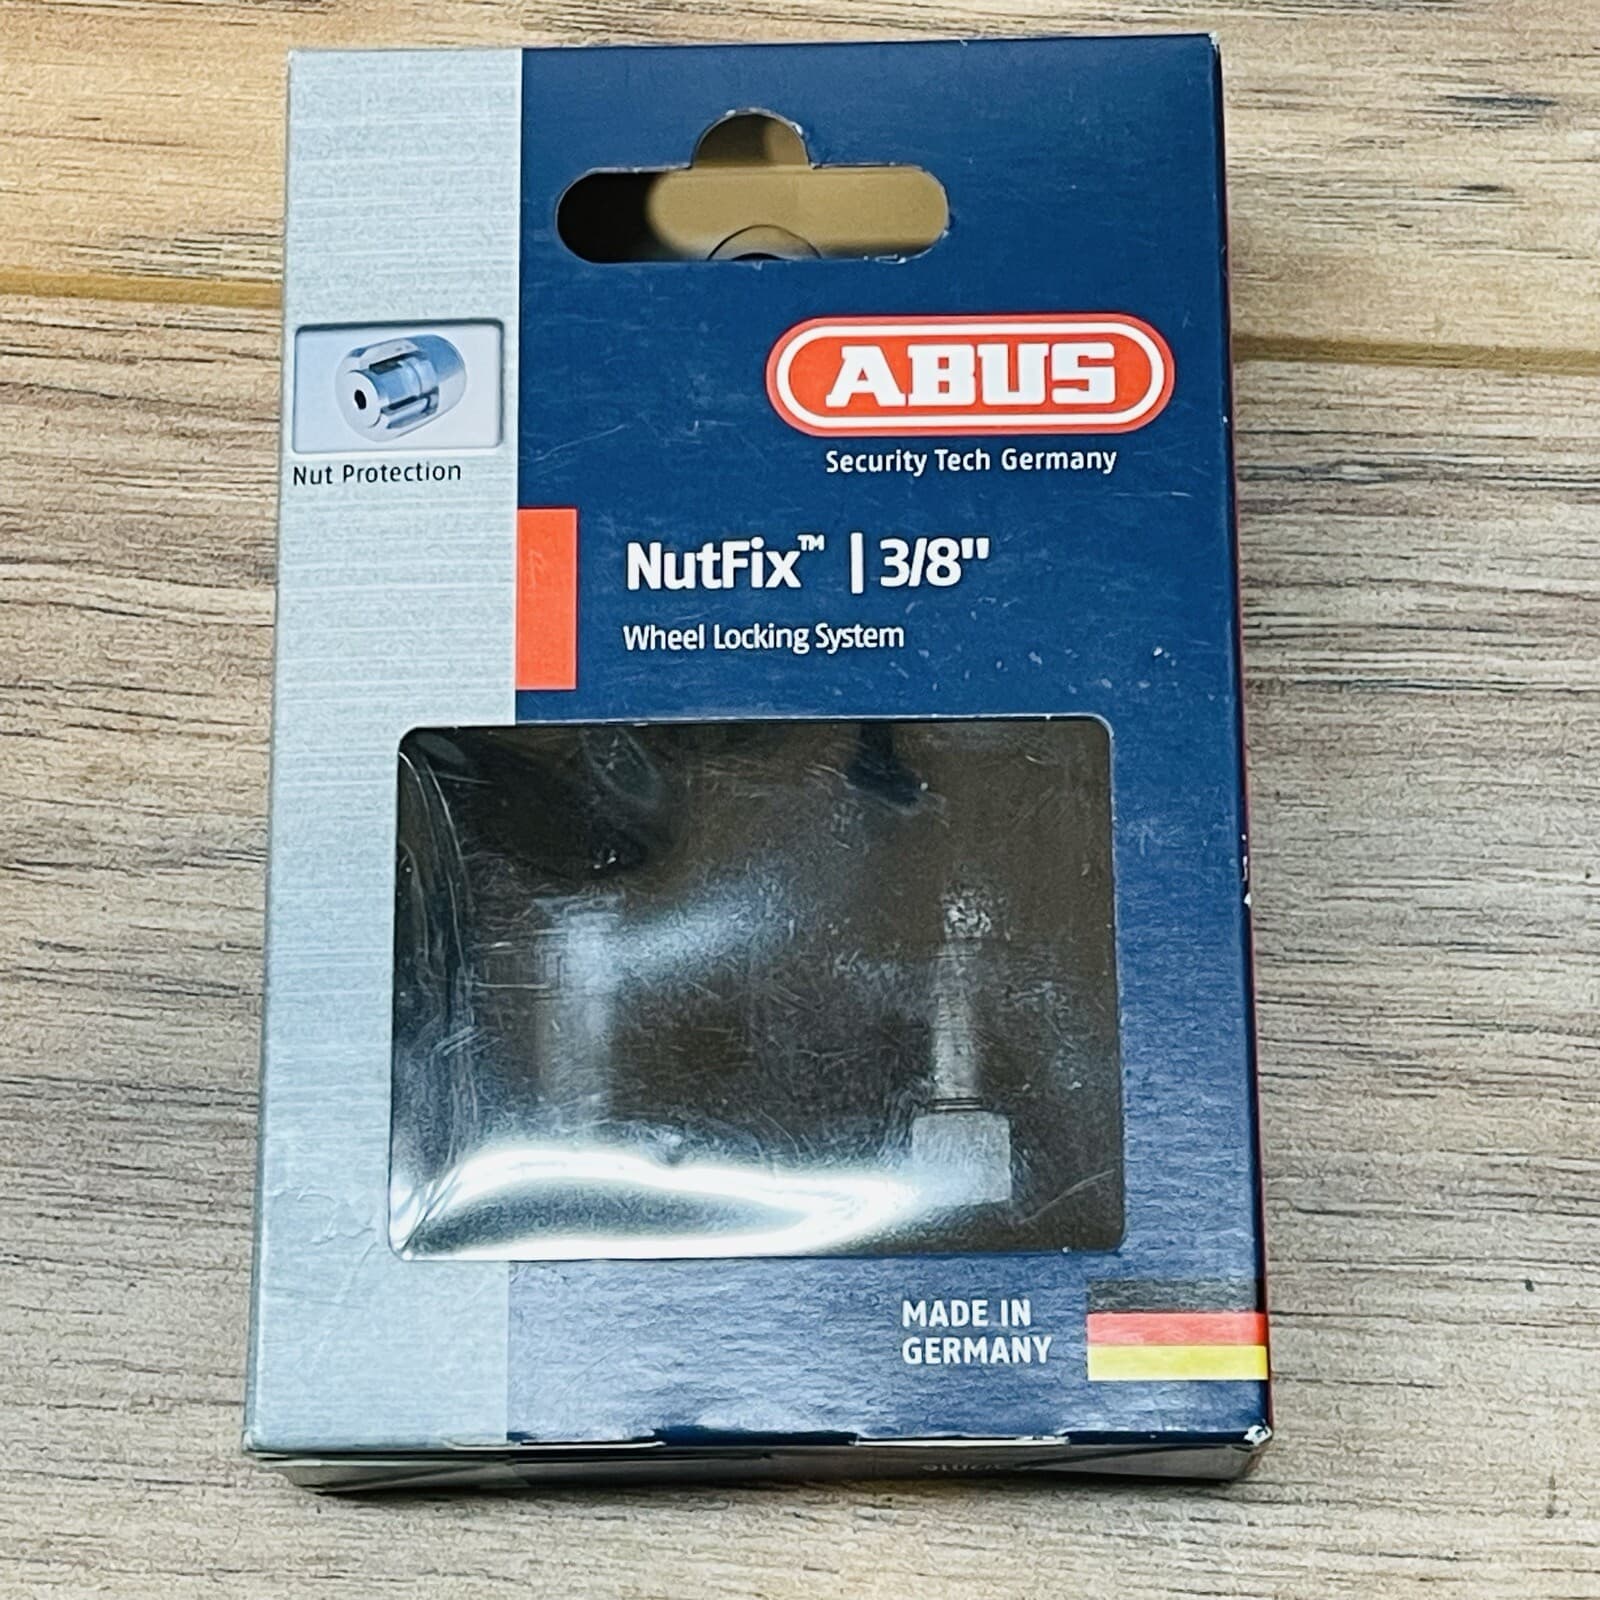 ABUS
Security Tech Germany
Nut Protection
NutFix™ | 3/8"
Wheel Locking System
MADE IN
GERMANY